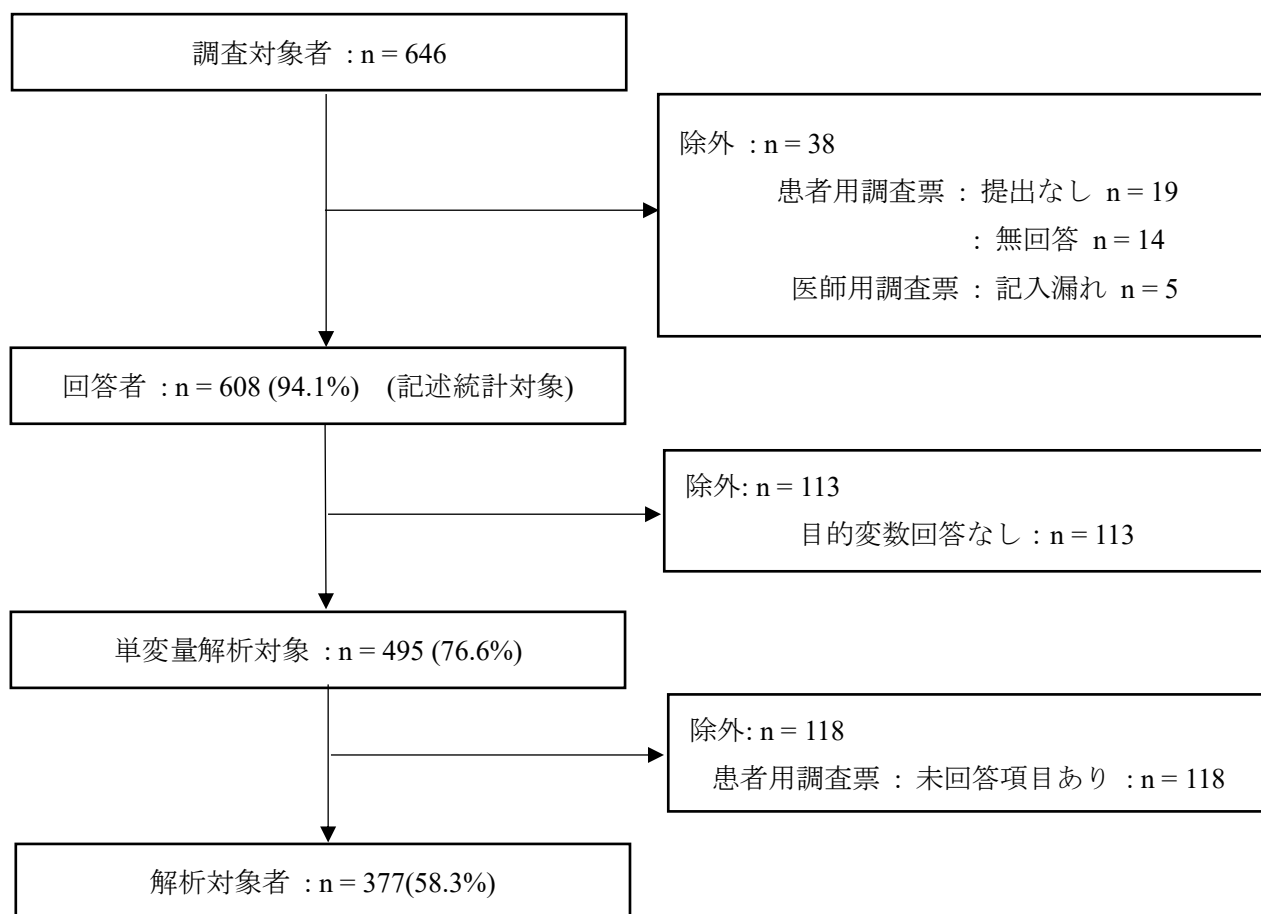 調査対象者 : n = 646
除外 : n = 38
患者用調査票 : 提出なし n = 19
: 無回答 n = 14
医師用調査票 : 記入漏れ n = 5
回答者 : n = 608 (94.1%) (記述統計対象)
除外: n = 113
目的変数回答なし : n = 113
単変量解析対象 : n = 495 (76.6%)
除外: n = 118
患者用調査票 : 未回答項目あり : n = 118
解析対象者 : n = 377(58.3%)